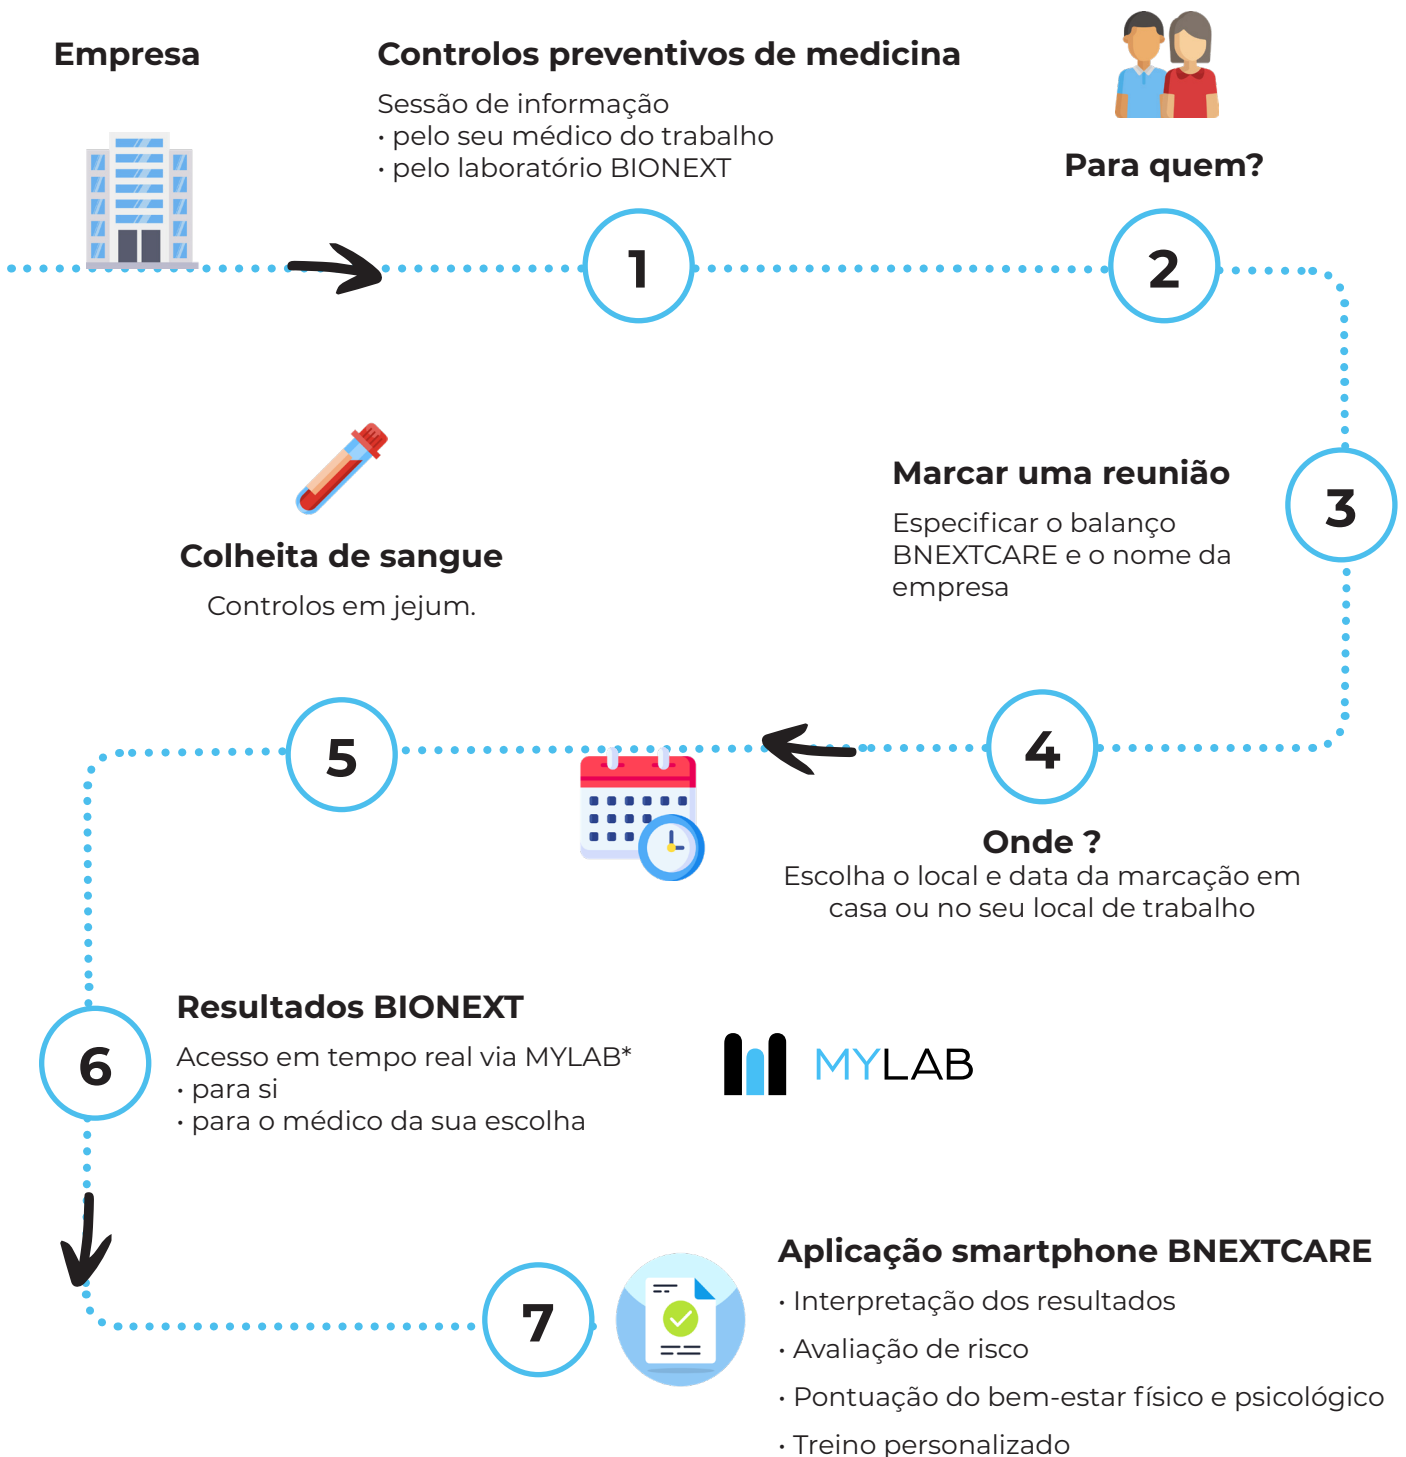 Empresa
Controlos preventivos de medicina
Sessão de informação
• pelo seu médico do trabalho
• pelo laboratório BIONEXT
Para quem?
1
2
3
Marcar uma reunião
Especificar o balanço
BNEXTCARE e o nome da
empresa
Colheita de sangue
Controlos em jejum.
5
4
Onde ?
Escolha o local e data da marcação em
casa ou no seu local de trabalho
6
Resultados BIONEXT
Acesso em tempo real via MYLAB*
• para si
• para o médico da sua escolha
MYLAB
7
Aplicação smartphone BNEXTCARE
• Interpretação dos resultados
• Avaliação de risco
• Pontuação do bem-estar físico e psicológico
• Treino personalizado